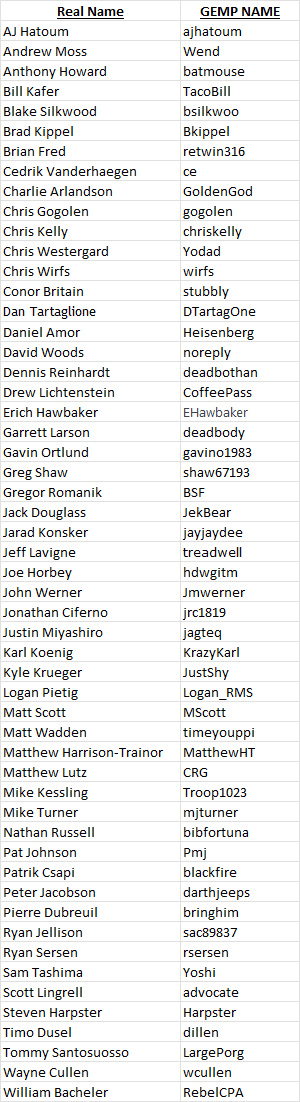 Real Name GEMP NAME
AJ Hatoum ajhatoum
Andrew Moss Wend
Anthony Howard batmouse
Bill Kafer TacoBill
Blake Silkwood bsilkwoo
Brad Kippel Bkippel
Brian Fred retwin316
Cedrik Vanderhaegen ce
Charlie Arlandson GoldenGod
Chris Gogolen gogolen
Chris Kelly chriskelly
Chris Westergard Yodad
Chris Wirfs wirfs
Conor Britain stubbly
Dan Tartaglione DTartagOne
Daniel Amor Heisenberg
David Woods noreply
Dennis Reinhardt deadbothan
Drew Lichtenstein CoffeePass
Erich Hawbaker EHawbaker
Garrett Larson deadbody
Gavin Ortlund gavino1983
Greg Shaw shaw67193
Gregor Romanik BSF
Jack Douglass JekBear
Jarad Konsker jayjaydee
Jeff Lavigne treadwell
Joe Horbey hdwgitm
John Werner Jmwerner
Jonathan Ciferno jrc1819
Justin Miyashiro jagteq
Karl Koenig KrazyKarl
Kyle Krueger JustShy
Logan Pietig Logan_RMS
Matt Scott MScott
Matt Wadden timeyouppi
Matthew Harrison-Trainor MatthewHT
Matthew Lutz CRG
Mike Kessling Troop1023
Mike Turner mjturner
Nathan Russell bibfortuna
Pat Johnson Pmj
Patrik Csapi blackfire
Peter Jacobson darthjeeps
Pierre Dubreuil bringhim
Ryan Jellison sac89837
Ryan Sersen rsersen
Sam Tashima Yoshi
Scott Lingrell advocate
Steven Harpster Harpster
Timo Dusel dillen
Tommy Santosuosso LargePorg
Wayne Cullen wcullen
William Bacheler RebelCPA